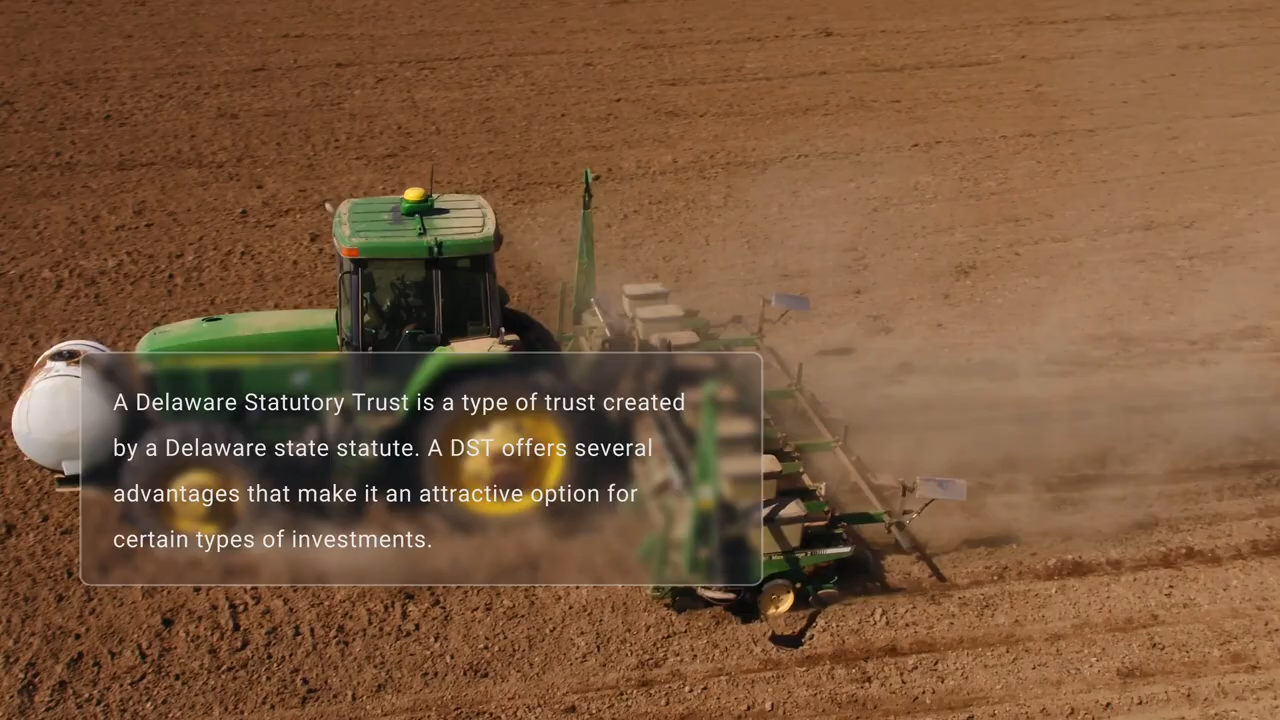 A Delaware Statutory Trust is a type of trust created
by a Delaware state statute. A DST offers several
advantages that make it an attractive option for
certain types of investments.